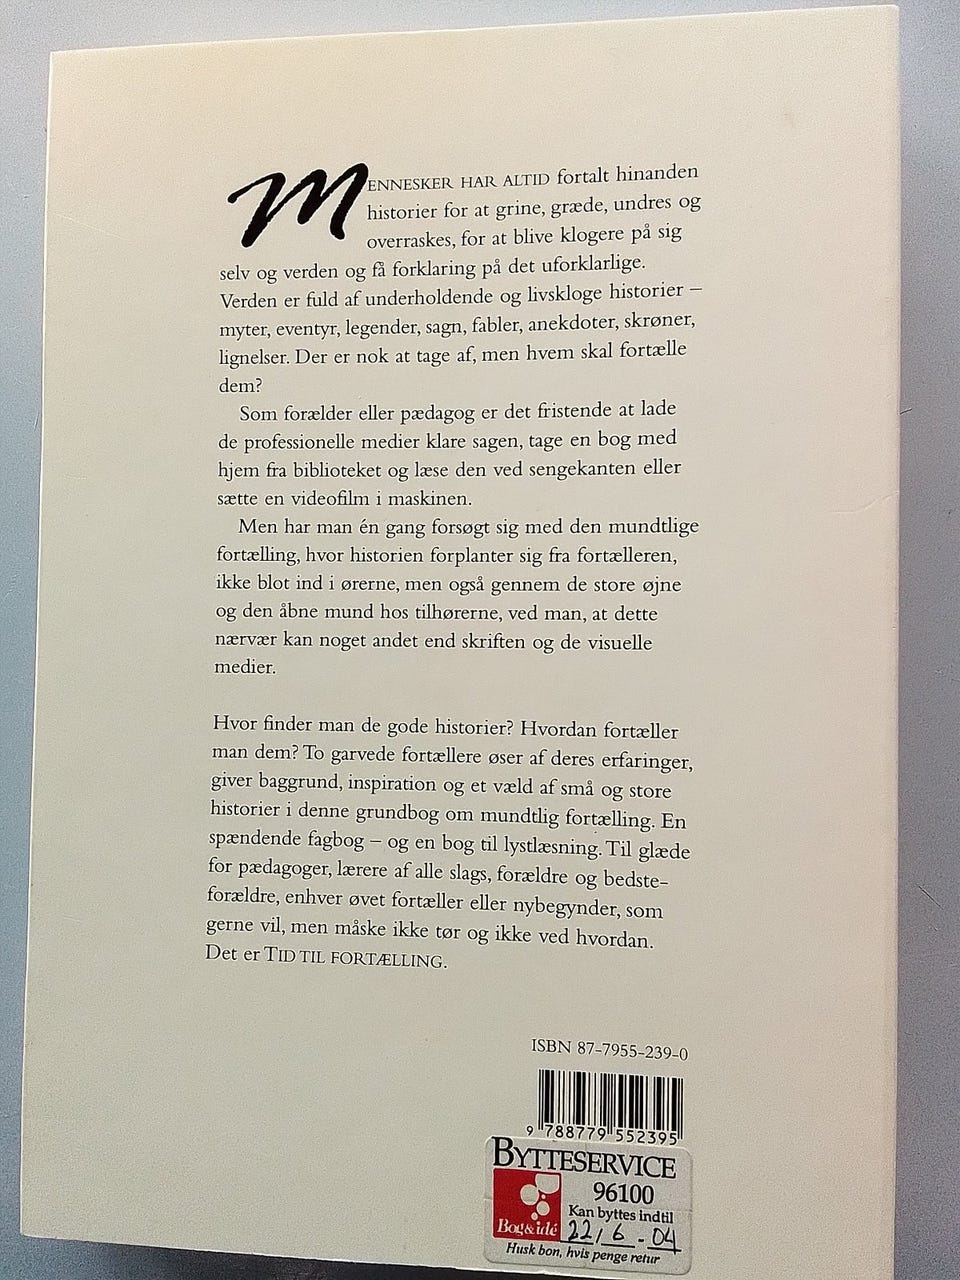 MENNESKER HAR ALTID fortalt hinanden
historier for at grine, græde, undres og
overraskes, for at blive klogere på sig
selv og verden og få forklaring på det uforklarlige.
Verden er fuld af underholdende og livskloge historier –
myter, eventyr, legender, sagn, fabler, anekdoter, skrøner,
lignelser. Der er nok at tage af, men hvem skal fortælle
dem?
Som forælder eller pædagog er det fristende at lade
de professionelle medier klare sagen, tage en bog med
hjem fra biblioteket og læse den ved sengekanten eller
sætte en videofilm i maskinen.
Men har man én gang forsøgt sig med den mundtlige
fortælling, hvor historien forplanter sig fra fortælleren,
ikke blot ind i ørerne, men også gennem de store øjne
og den åbne mund hos tilhørerne, ved man, at dette
nærvær kan noget andet end skriften og de visuelle
medier.
Hvor finder man de gode historier? Hvordan fortæller
man dem? To garvede fortællere øser af deres erfaringer,
giver baggrund, inspiration og et væld af små og store
historier i denne grundbog om mundtlig fortælling. En
spændende fagbog – og en bog til lystlæsning. Til glæde
for pædagoger, lærere af alle slags, forældre og bedste-
forældre, enhver øvet fortæller eller nybegynder, som
gerne vil, men måske ikke tør og ikke ved hvordan.
Det er TID TIL FORTÆLLING.
ISBN 87-7955-239-0
9 788779 552395
BYTTESERVICE
96100
Kan byttes indtil
Bog & idé 22/6-04
Husk bon, hvis penge retur